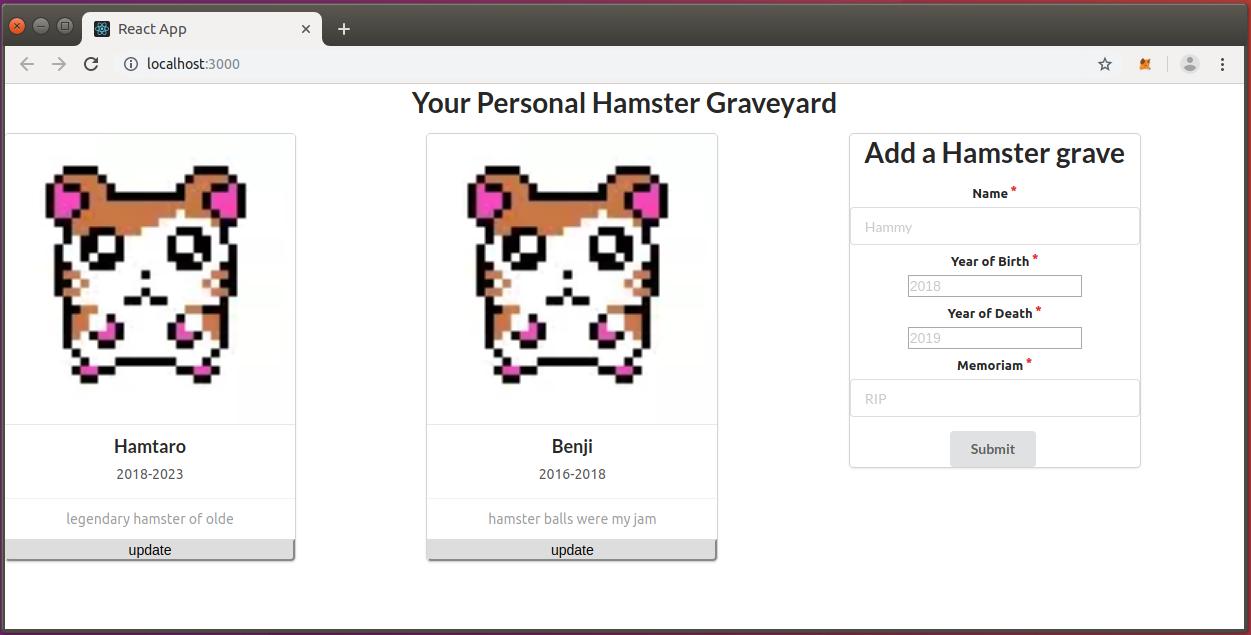 React App
localhost:3000
Your Personal Hamster Graveyard
Hamtaro
2018-2023
legendary hamster of olde
update
Benji
2016-2018
hamster balls were my jam
update
Add a Hamster grave
Name *
Hammy
Year of Birth *
2018
Year of Death *
2019
Memoriam *
RIP
Submit